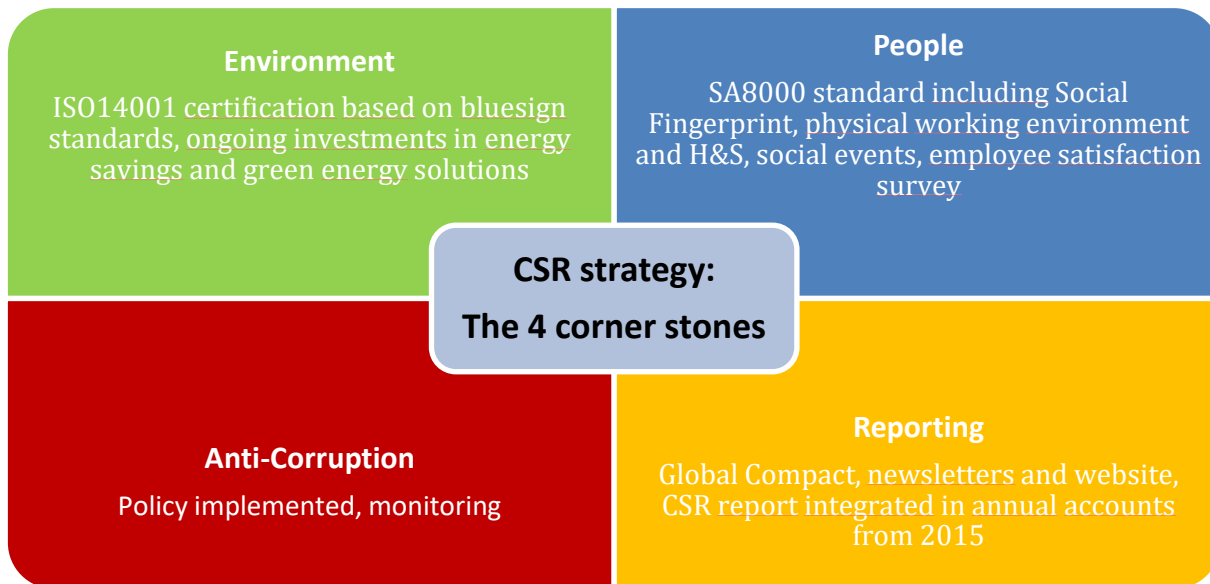 Environment
ISO14001 certification based on bluesign
standards, ongoing investments in energy
savings and green energy solutions
People
SA8000 standard including Social
Fingerprint, physical working environment
and H&S, social events, employee satisfaction
survey
CSR strategy:
The 4 corner stones
Anti-Corruption
Policy implemented, monitoring
Reporting
Global Compact, newsletters and website,
CSR report integrated in annual accounts
from 2015